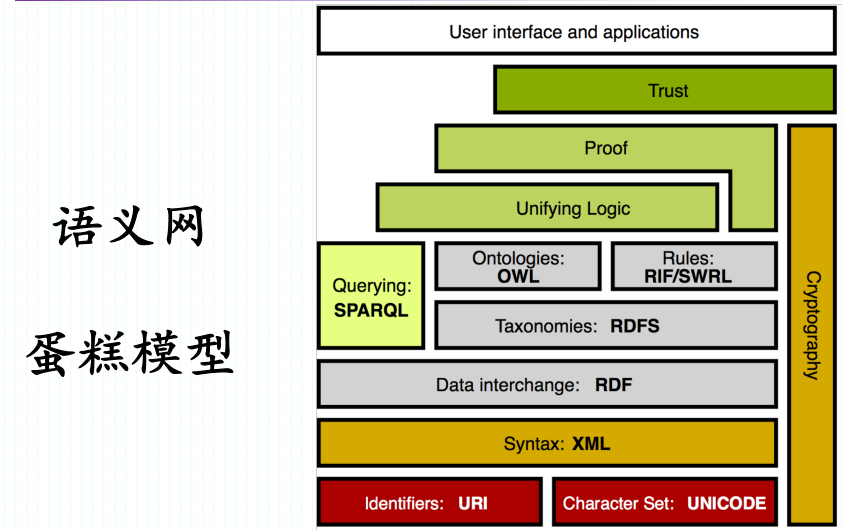 语义网
蛋糕模型
User interface and applications
Trust
Proof
Unifying Logic
Querying:
SPARQL
Ontologies:
OWL
Rules:
RIF/SWRL
Taxonomies: RDFS
Data interchange: RDF
Syntax: XML
Identifiers: URI
Character Set: UNICODE
Cryptography